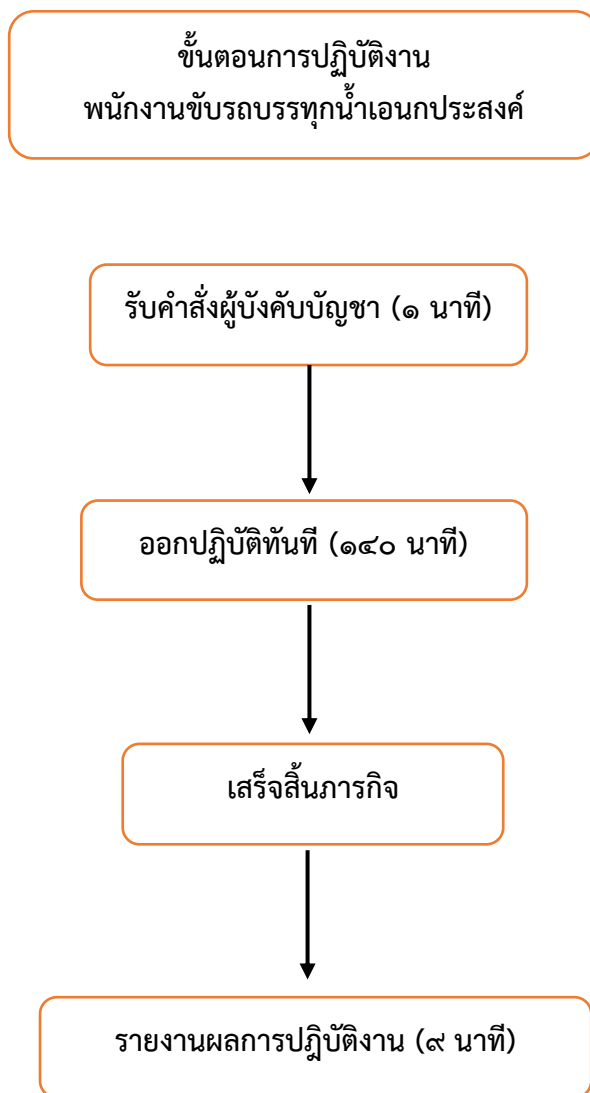 ขั้นตอนการปฏิบัติงาน
พนักงานขับรถบรรทุกน้ำเอนกประสงค์
รับคำสั่งผู้บังคับบัญชา (๑ นาที)
ออกปฏิบัติทันที (๑๔๐ นาที)
เสร็จสิ้นภารกิจ
รายงานผลการปฎิบัติงาน (๙ นาที)